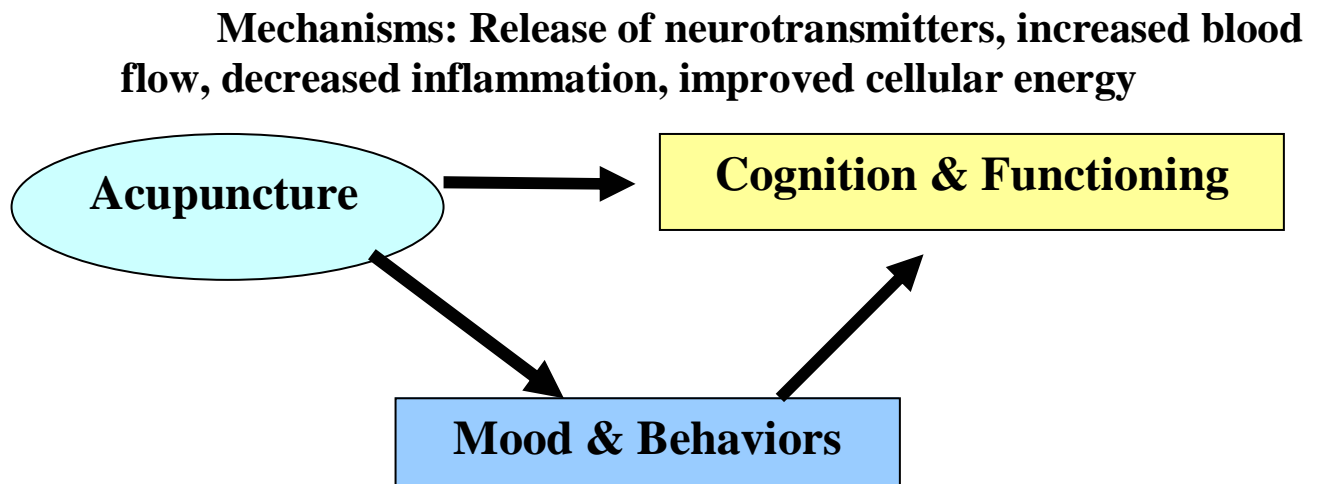 Mechanisms: Release of neurotransmitters, increased blood
flow, decreased inflammation, improved cellular energy
Acupuncture
Cognition & Functioning
Mood & Behaviors